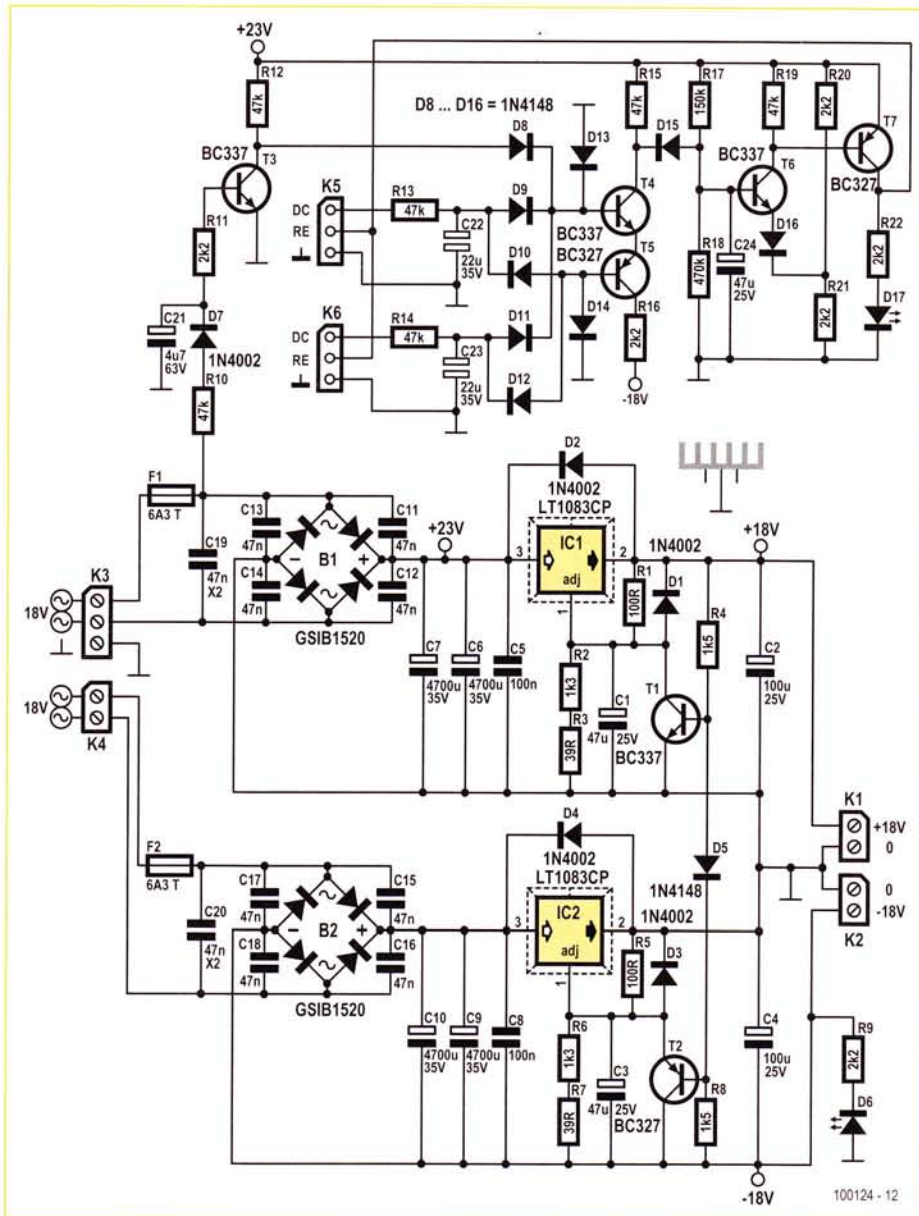 +23V
R12
47k
R15
47k
R17
150k
R19
47k
R20
2k2
T7
BC327
D8 ... D16 = 1N4148
D8
D13
D15
BC337
T3
BC337
T6
K5
DC
RE
R13
47k
D9
T4
BC337
BC327
T5
D16
R22
2k2
R11
2k2
C22
22u
35V
D10
R18
470k
C24
47u
25V
D17
C21
4u7
63V
D7
1N4002
K6
DC
RE
R14
47k
D11
D14
R16
2k2
R21
2k2
C23
22u
35V
D12
-18V
R10
47k
F1
6A3 T
D2
1N4002
LT1083CP
C13
47n
C11
47n
+23V
+18V
C19
47n
X2
B1
3
IC1
2
adj
1
1N4002
R1
100R
D1
R4
1k5
K3
18V
C14
47n
C12
47n
GSIB1520
C7
4700u
35V
C6
4700u
35V
C5
100n
R2
1k3
R3
39R
C1
47u
25V
T1
BC337
C2
100u
25V
18V
K4
K1
+18V
0
D4
1N4002
LT1083CP
D5
1N4148
F2
6A3 T
C17
47n
C15
47n
C20
47n
X2
B2
3
IC2
2
adj
1
1N4002
R5
100R
D3
0
-18V
K2
C18
47n
C16
47n
GSIB1520
C10
4700u
35V
C9
4700u
35V
C8
100n
R6
1k3
R7
39R
C3
47u
25V
T2
BC327
R8
1k5
C4
100u
25V
R9
2k2
D6
-18V
100124 - 12